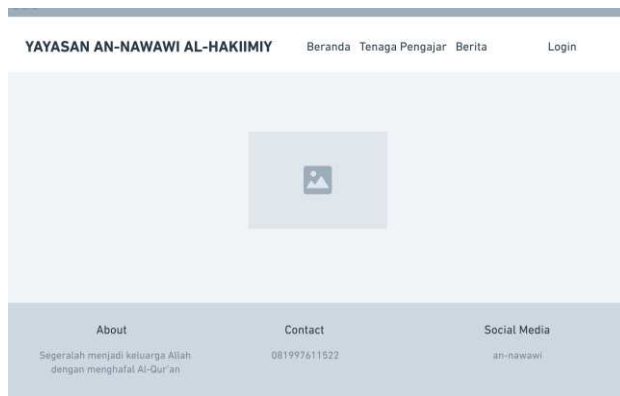 YAYASAN AN-NAWAWI AL-HAKIIMIY
Beranda Tenaga Pengajar Berita
Login
About
Segeralah menjadi keluarga Allah
dengan menghafal Al-Qur'an
Contact
081997611522
Social Media
an-nawawi